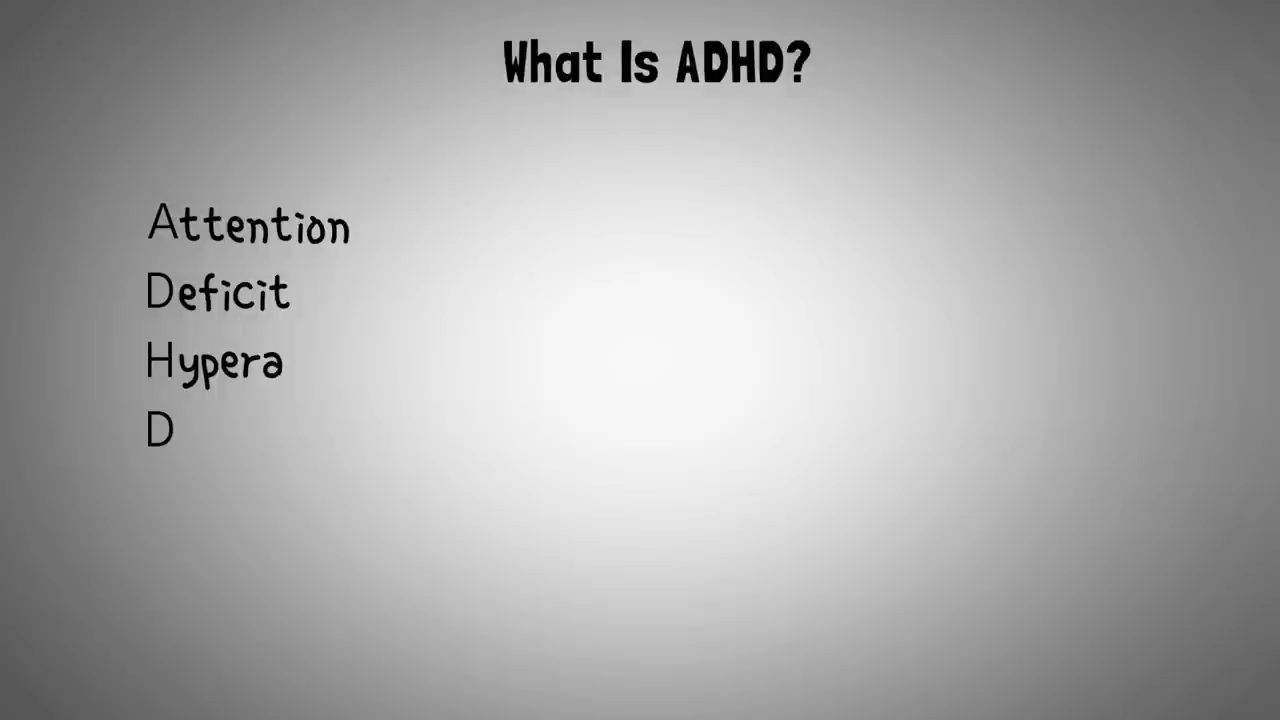 What Is ADHD?
Attention
Deficit
Hypera
D